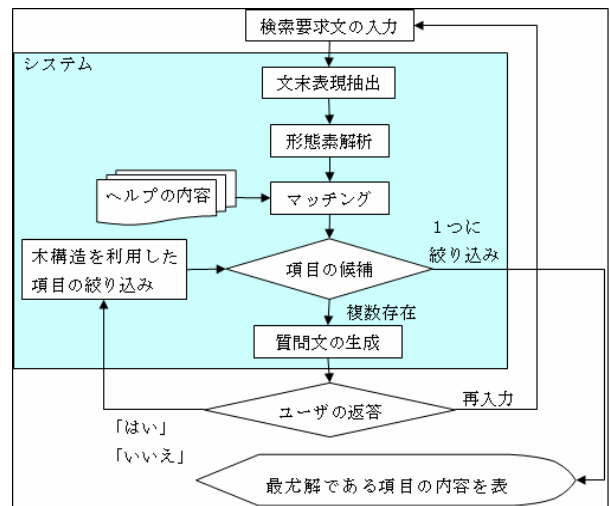 検索要求文の入力
システム
文末表現抽出
形態素解析
ヘルプの内容
マッチング
1つに
絞り込み
木構造を利用した
項目の絞り込み
項目の候補
複数存在
質問文の生成
ユーザの返答
再入力
「はい」
「いいえ」
最尤解である項目の内容を表